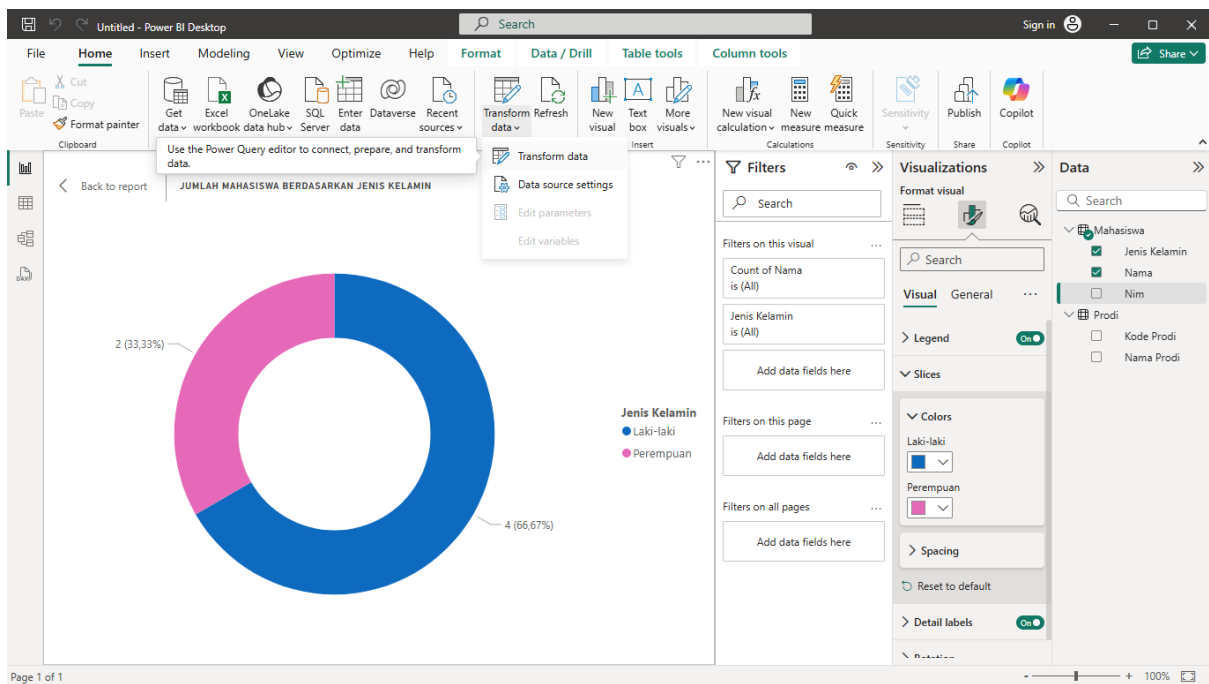 Untitled - Power BI Desktop
Search
Sign in
File Home Insert Modeling View Optimize Help Format Data / Drill Table tools Column tools
Share
Paste
Cut
Copy
Format painter
Clipboard
Get data
Excel workbook
OneLake data hub
SQL Server
Enter data
Dataverse
Recent sources
Transform data
Refresh
New visual
Text box
More visuals
Insert
New visual calculation
New measure
Quick measure
Calculations
Sensitivity
Sensitivity
Publish
Share
Copilot
Copilot
Use the Power Query editor to connect, prepare, and transform
data.
Transform data
Data source settings
Edit parameters
Edit variables
Back to report
JUMLAH MAHASISWA BERDASARKAN JENIS KELAMIN
2 (33,33%)
4 (66,67%)
Jenis Kelamin
Laki-laki
Perempuan
Filters
Search
Filters on this visual
Count of Nama
is (All)
Jenis Kelamin
is (All)
Add data fields here
Filters on this page
Add data fields here
Filters on all pages
Add data fields here
Visualizations
Format visual
Search
Visual General
Legend
On
Slices
Colors
Laki-laki
Perempuan
Spacing
Reset to default
Detail labels
On
Data
Search
Mahasiswa
Jenis Kelamin
Nama
Nim
Prodi
Kode Prodi
Nama Prodi
DAX
Page 1 of 1
- + 100%